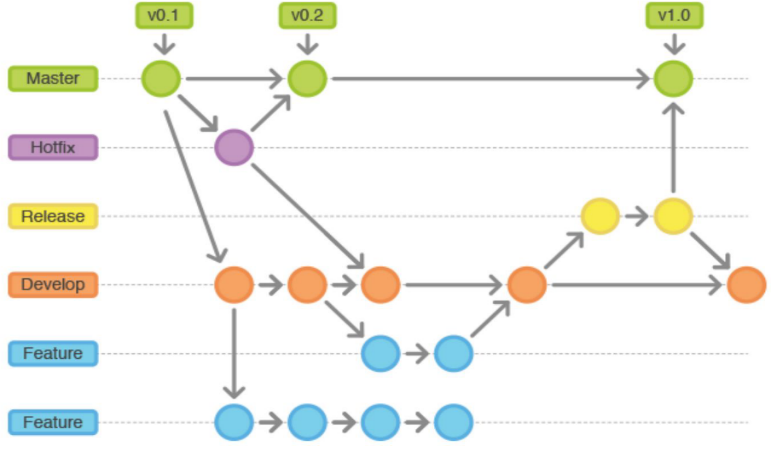 v0.1
v0.2
v1.0
Master
Hotfix
Release
Develop
Feature
Feature